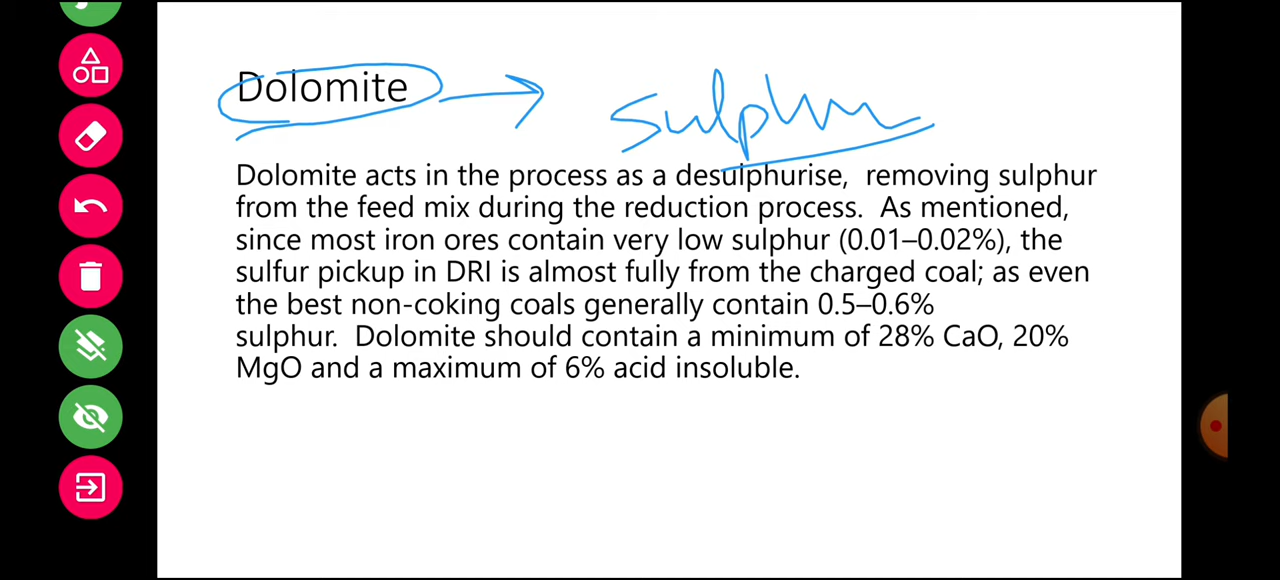 Dolomite
sulphur
Dolomite acts in the process as a desulphurise, removing sulphur
from the feed mix during the reduction process. As mentioned,
since most iron ores contain very low sulphur (0.01–0.02%), the
sulfur pickup in DRI is almost fully from the charged coal; as even
the best non-coking coals generally contain 0.5–0.6%
sulphur. Dolomite should contain a minimum of 28% CaO, 20%
MgO and a maximum of 6% acid insoluble.